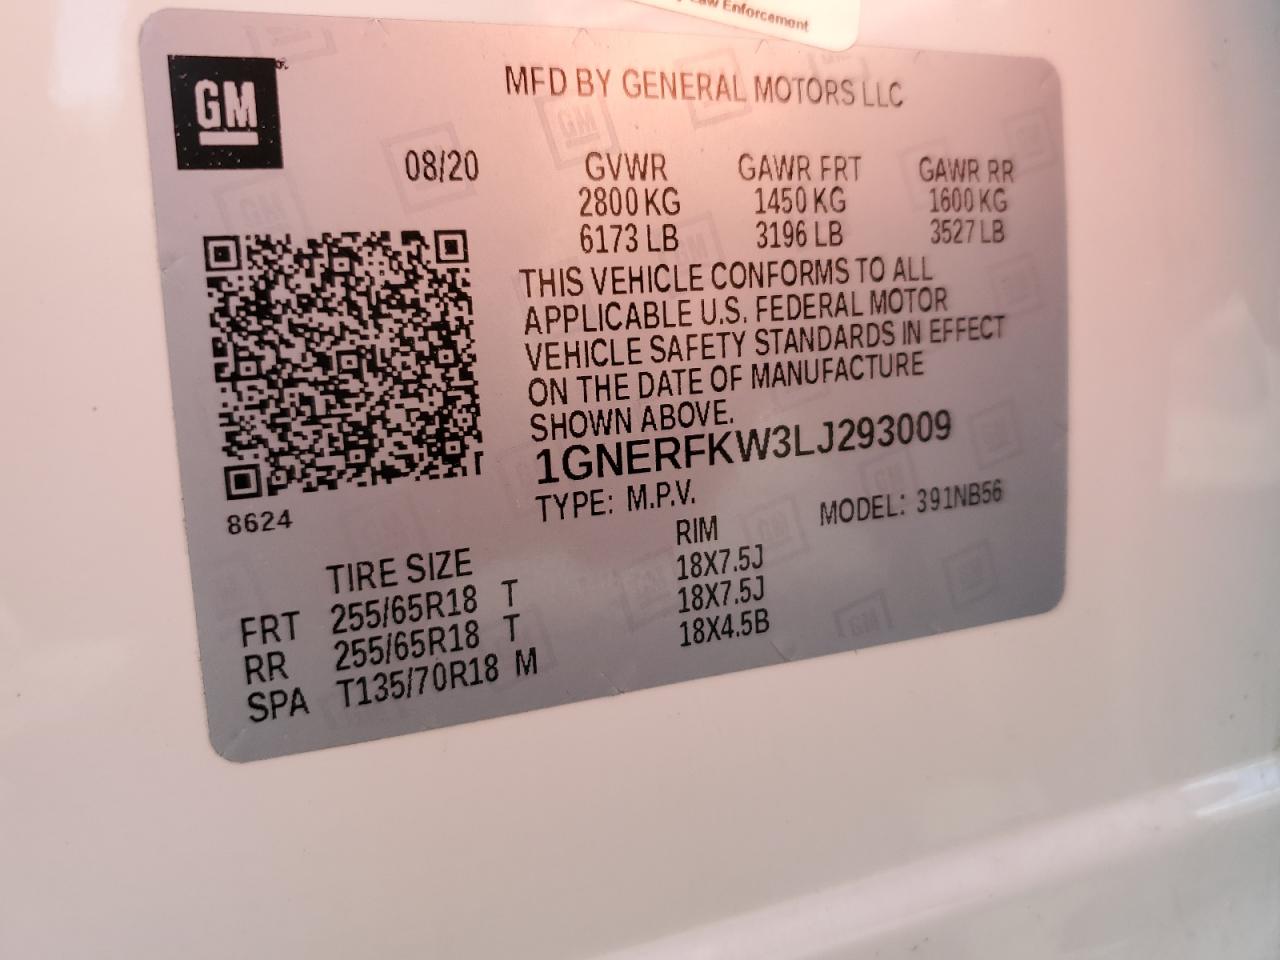 Law Enforcement
GM
MFD BY GENERAL MOTORS LLC
08/20 GVWR GAWR FRT GAWR RR
2800 KG 1450 KG 1600 KG
6173 LB 3196 LB 3527 LB
THIS VEHICLE CONFORMS TO ALL
APPLICABLE U.S. FEDERAL MOTOR
VEHICLE SAFETY STANDARDS IN EFFECT
ON THE DATE OF MANUFACTURE
SHOWN ABOVE.
1GNERFKW3LJ293009
8624
TYPE: M.P.V. MODEL: 391NB56
TIRE SIZE RIM
FRT 255/65R18 T 18X7.5J
RR 255/65R18 T 18X7.5J
SPA T135/70R18 M 18X4.5B